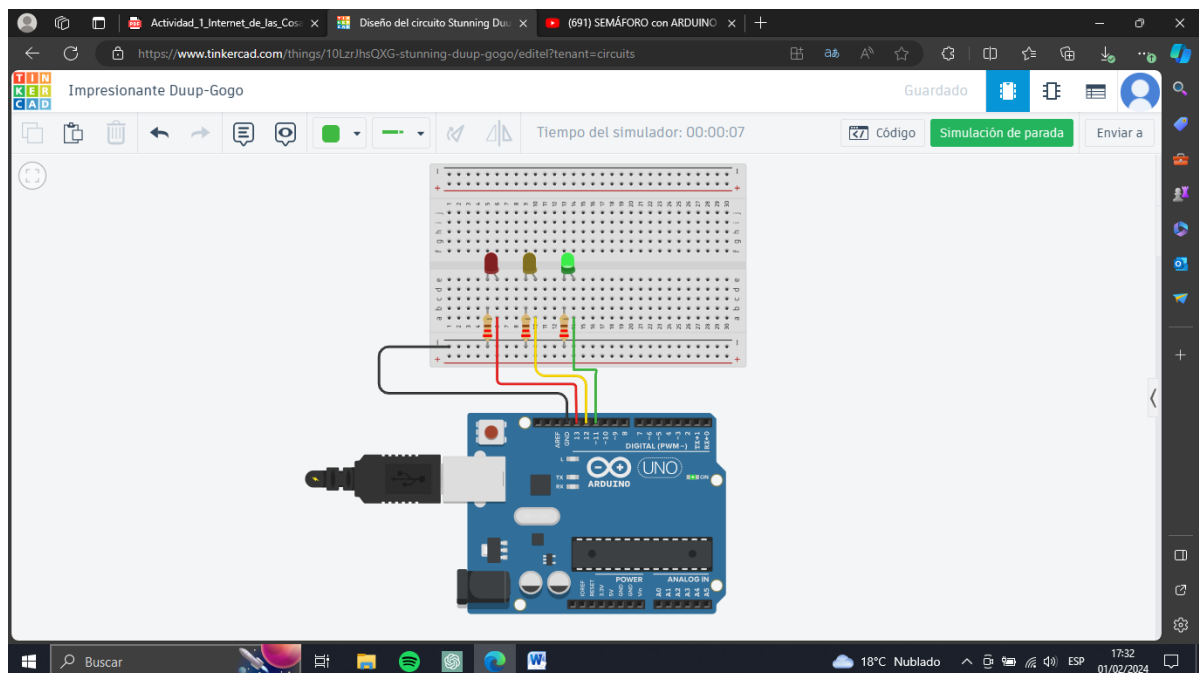 Actividad_1_Internet_de_las_Cosa
Diseño del circuito Stunning Duu
(691) SEMÁFORO con ARDUINO
https://www.tinkercad.com/things/10LzrJhsQXG-stunning-duup-gogo/editel?tenant=circuits
TIN
KER
CAD
Impresionante Duup-Gogo
Guardado
Tiempo del simulador: 00:00:07
Código
Simulación de parada
Enviar a
AREF
GND
13
12
~11
~10
~9
8
7
~6
~5
4
~3
2
TX→1
RX←0
DIGITAL (PWM~)
L
TX
RX
UNO
ARDUINO
ON
POWER
ANALOG IN
IOREF
RESET
3.3V
5V
GND
GND
Vin
A0
A1
A2
A3
A4
A5
Buscar
18°C Nublado
ESP
17:32
01/02/2024